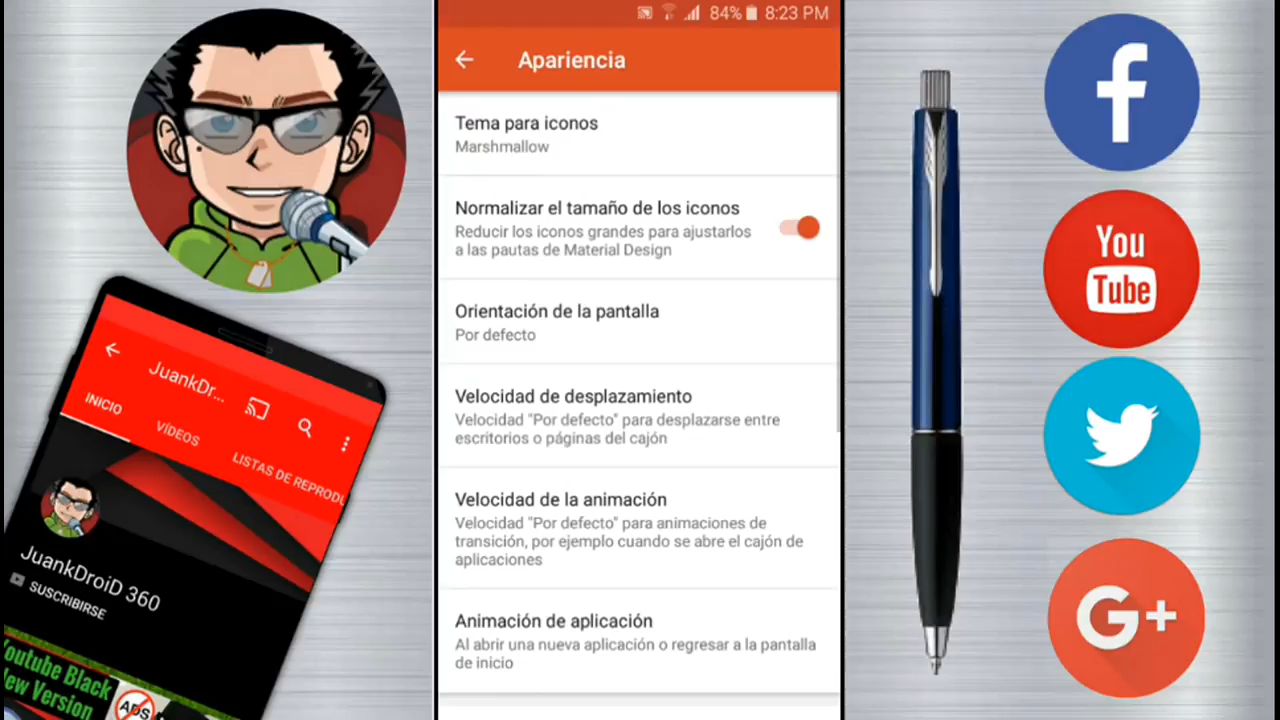 84% 8:23 PM
Apariencia
Tema para iconos
Marshmallow
Normalizar el tamaño de los iconos
Reducir los iconos grandes para ajustarlos
a las pautas de Material Design
Orientación de la pantalla
Por defecto
Velocidad de desplazamiento
Velocidad "Por defecto" para desplazarse entre
escritorios o páginas del cajón
Velocidad de la animación
Velocidad "Por defecto" para animaciones de
transición, por ejemplo cuando se abre el cajón de
aplicaciones
Animación de aplicación
Al abrir una nueva aplicación o regresar a la pantalla
de inicio
JuankDr...
INICIO VÍDEOS LISTAS DE REPRODU
JuankDroiD 360
SUSCRIBIRSE
Youtube Black
New Version
ADS
f
You
Tube
G+